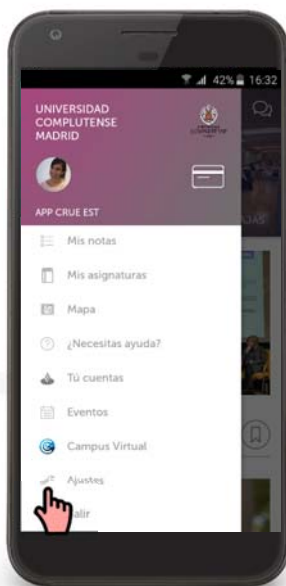 42% 16:32
UNIVERSIDAD
COMPLUTENSE
MADRID
APP CRUE EST
Mis notas
Mis asignaturas
Mapa
¿Necesitas ayuda?
Tú cuentas
Eventos
Campus Virtual
Ajustes
alir